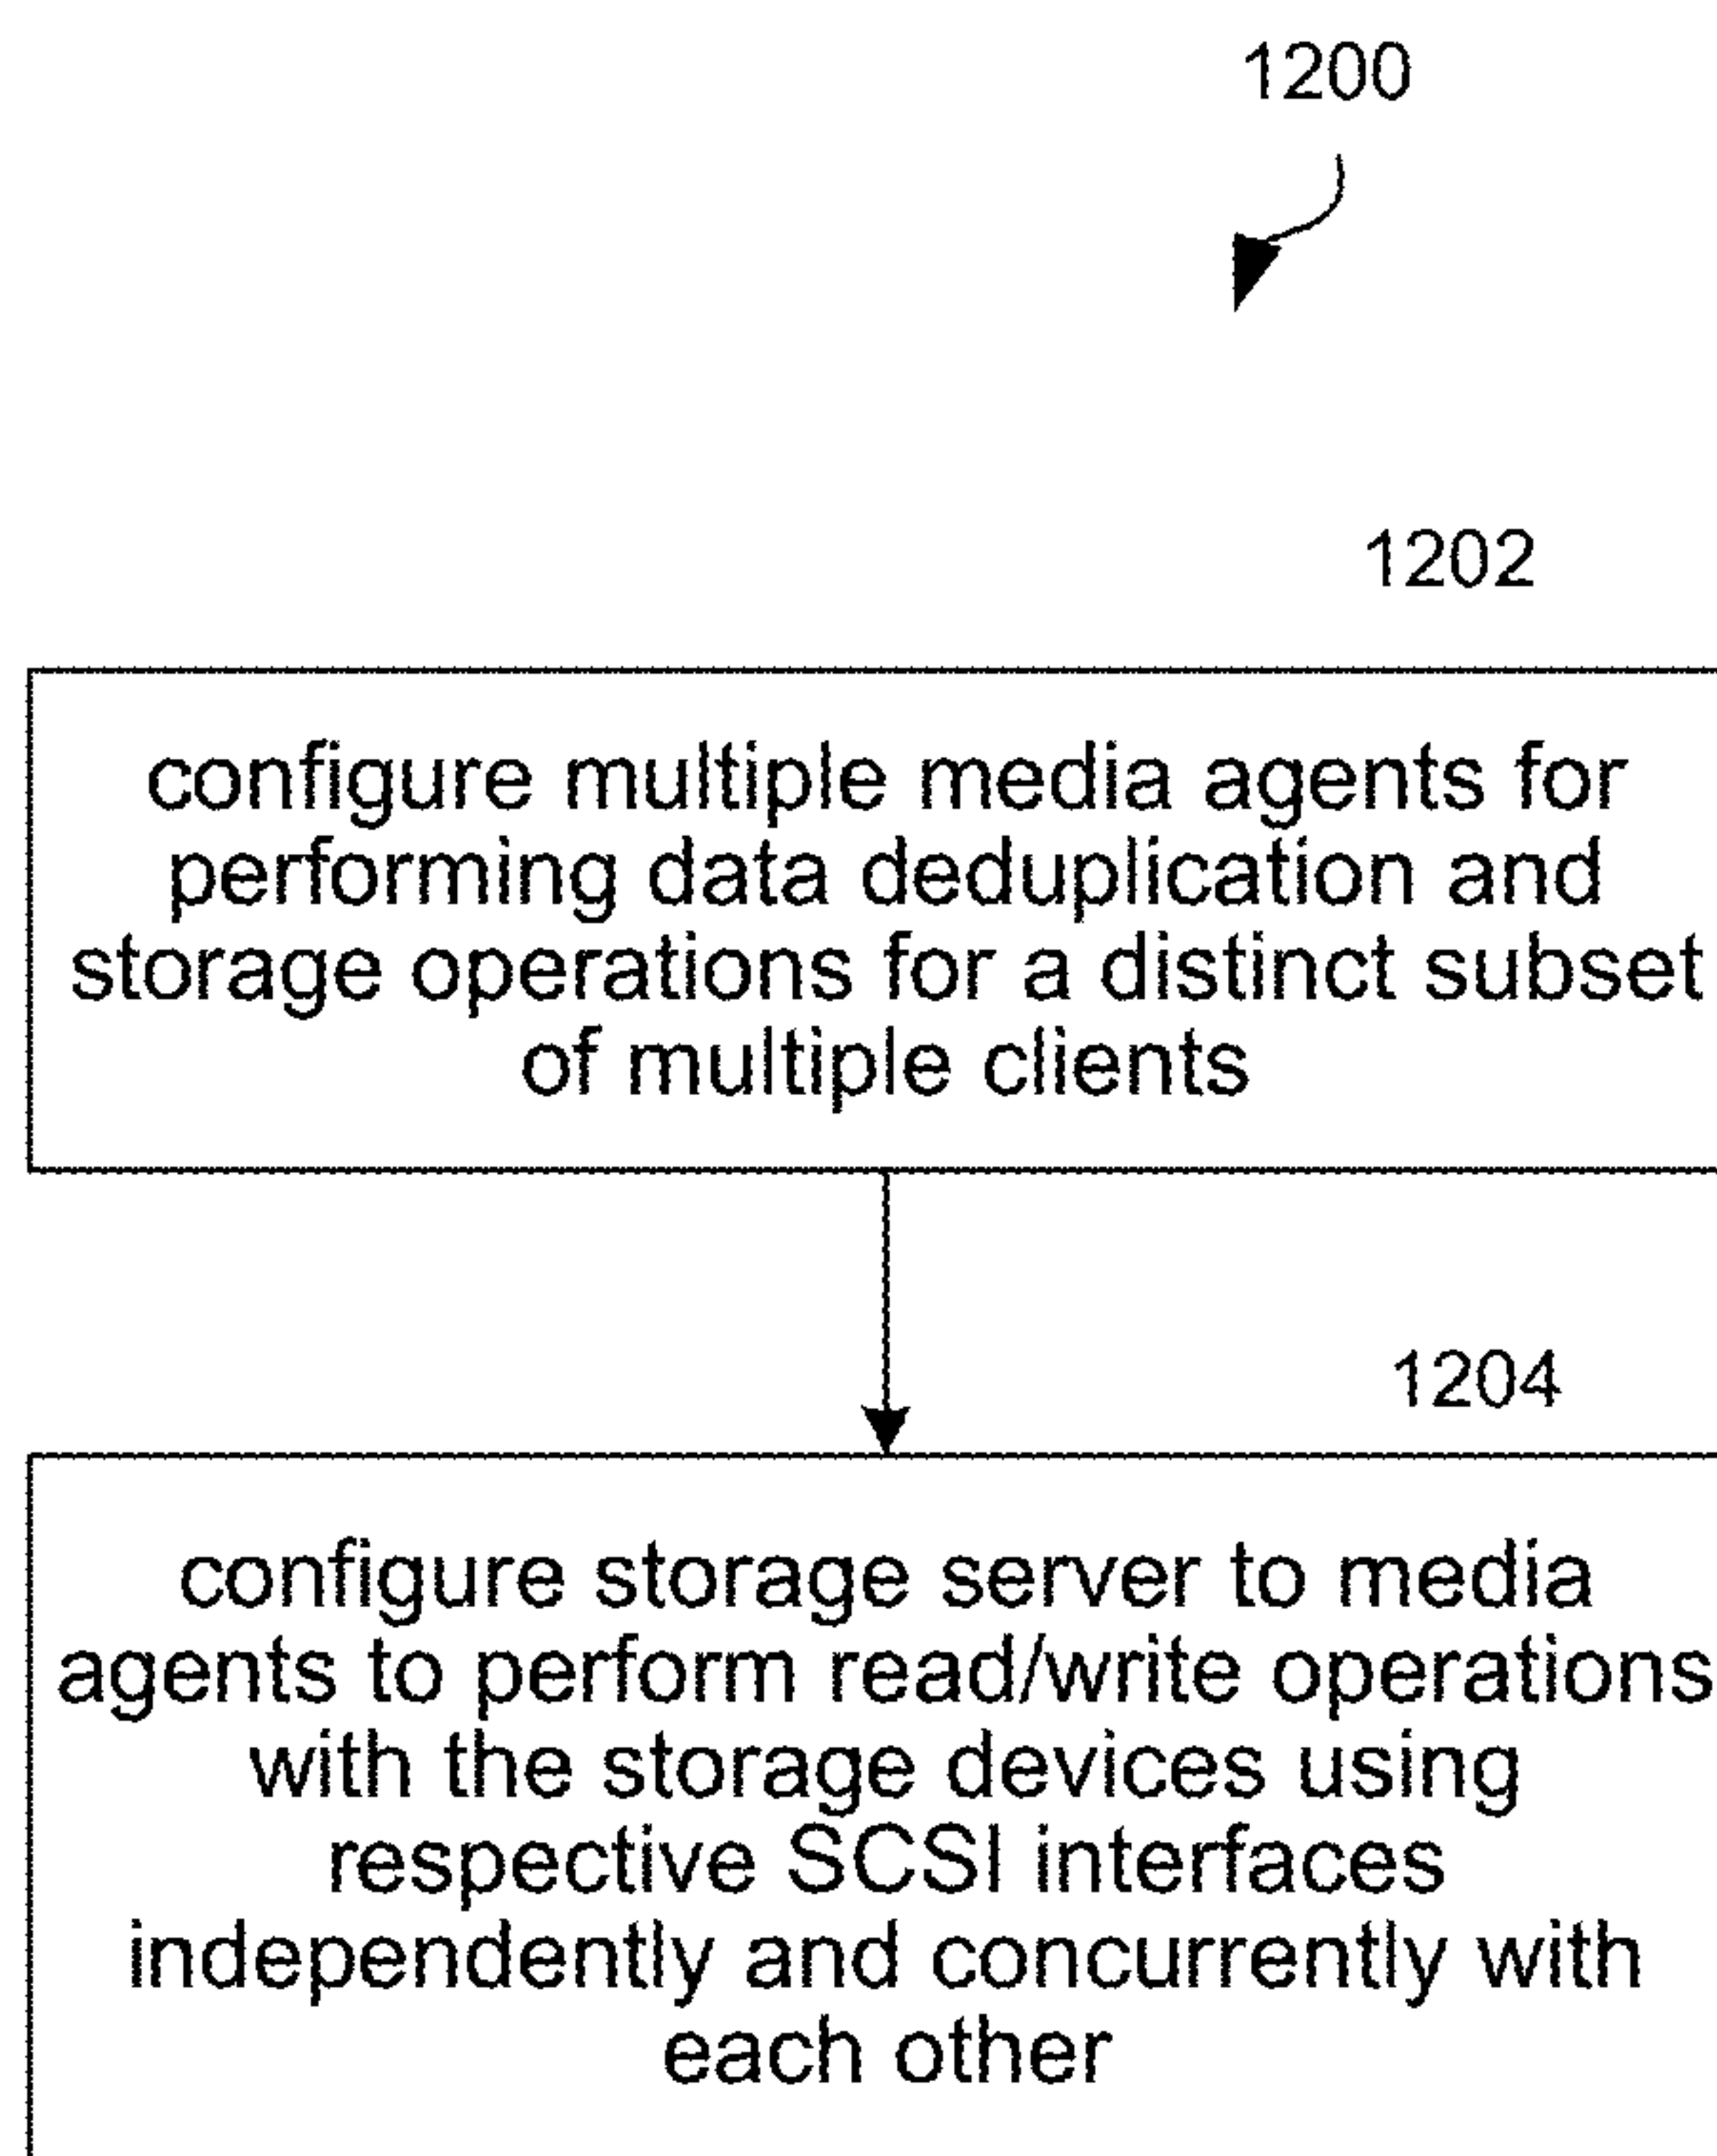 1200
1202
configure multiple media agents for
performing data deduplication and
storage operations for a distinct subset
of multiple clients
1204
configure storage server to media
agents to perform read/write operations
with the storage devices using
respective SCSI interfaces
independently and concurrently with
each other